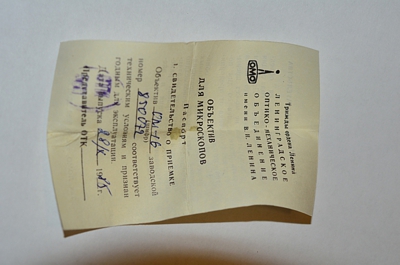 ЛОМО
Трижды ордена Ленина
ЛЕНИНГРАДСКОЕ
ОПТИКО-МЕХАНИЧЕСКОЕ
ОБЪЕДИНЕНИЕ
имени В.И. ЛЕНИНА
ОБЪЕКТИВ
ДЛЯ МИКРОСКОПОВ
Паспорт
1. СВИДЕТЕЛЬСТВО О ПРИЕМКЕ
Объектив заводской
номер соответствует
техническим условиям и признан
годным для эксплуатации.
Дата выпуска
Представитель ОТК